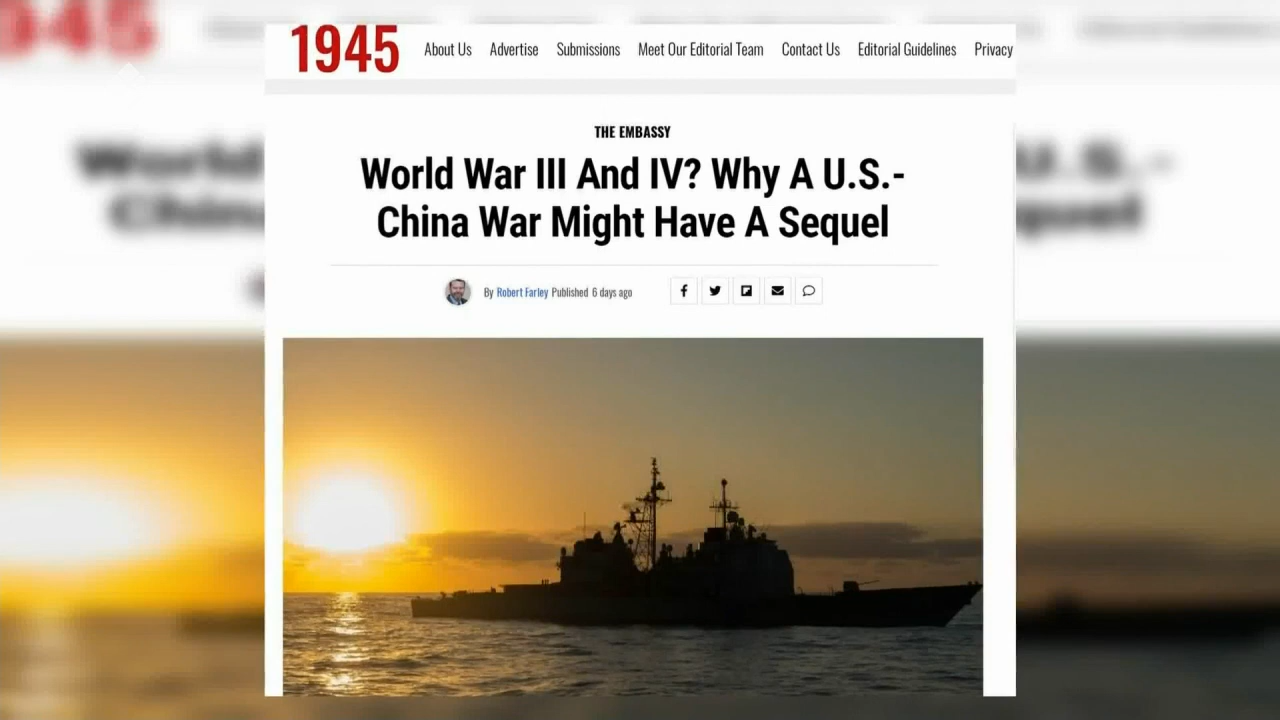 1945 About Us Advertise Submissions Meet Our Editorial Team Contact Us Editorial Guidelines Privacy
THE EMBASSY
World War III And IV? Why A U.S.-
China War Might Have A Sequel
By Robert Farley Published 6 days ago